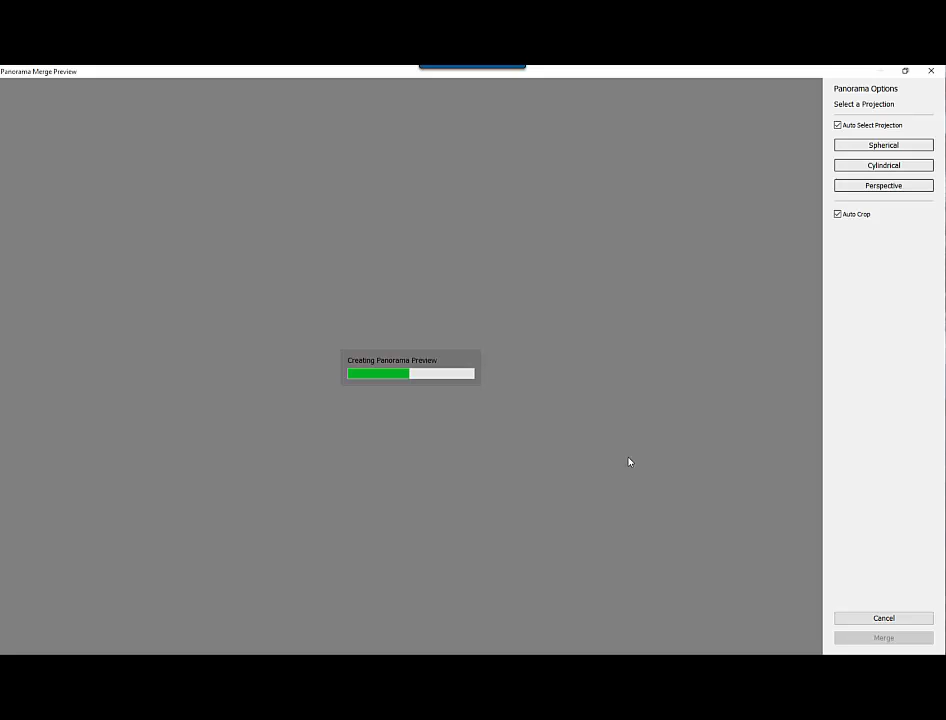 Panorama Merge Preview
Panorama Options
Select a Projection
Auto Select Projection
Spherical
Cylindrical
Perspective
Auto Crop
Creating Panorama Preview
Cancel
Merge